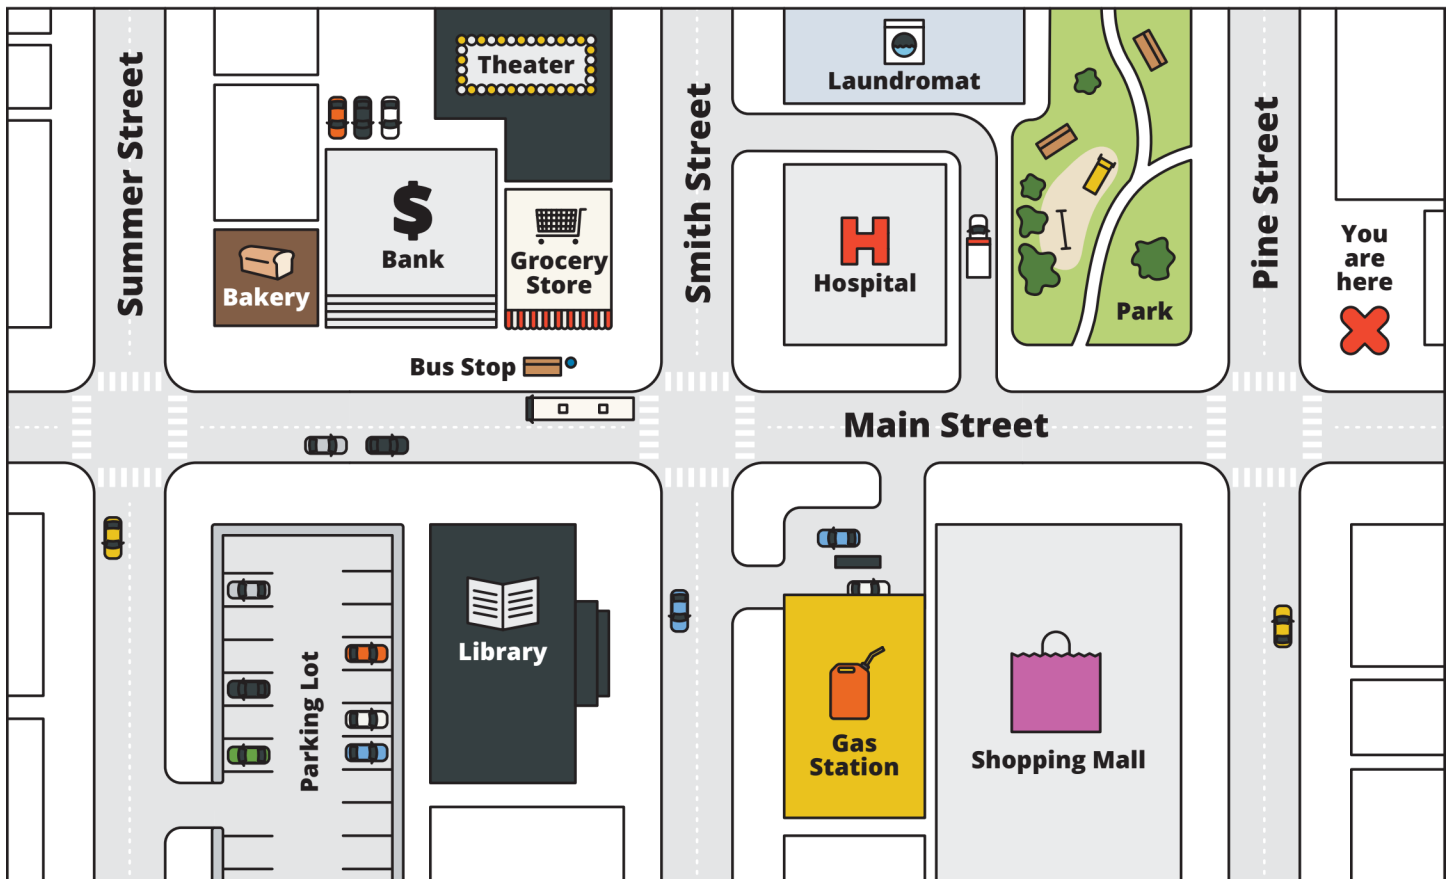 Summer Street
Theater
Smith Street
Laundromat
Pine Street
$
Bank
Bakery
Grocery
Store
H
Hospital
Park
You
are
here
Bus Stop
Main Street
Parking Lot
Library
Gas
Station
Shopping Mall